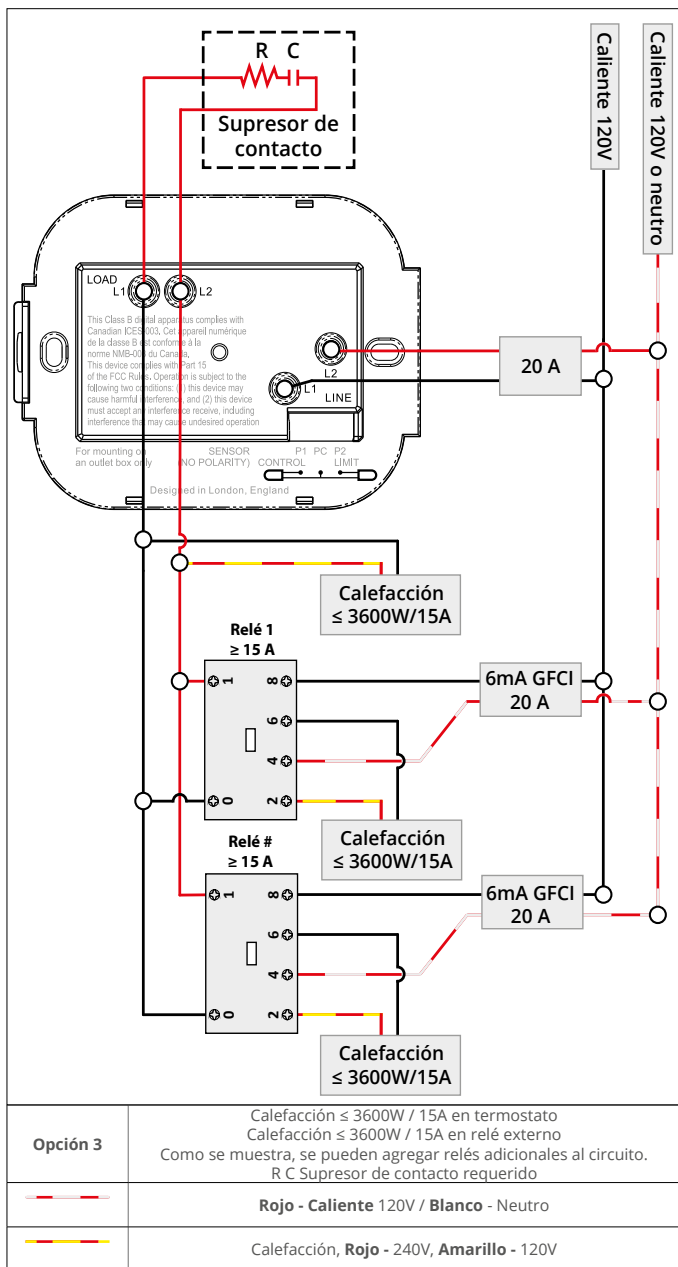 R C
Supresor de
contacto
Caliente 120V
Caliente 120V o neutro
LOAD
L1
L2
This Class B digital apparatus complies with
Canadian ICES-003, Cet appareil numérique
de la classe B est conforme à la
norme NMB-003 du Canada,
This device complies with Part 15
of the FCC Rules. Operation is subject to the
following two conditions: (1) this device may
cause harmful interference, and (2) this device
must accept any interference receive, including
interference that may cause undesired operation
L2
L1
LINE
20 A
For mounting on
an outlet box only
SENSOR
(NO POLARITY)
P1 PC P2
CONTROL LIMIT
Designed in London, England
Calefacción
≤ 3600W/15A
Relé 1
≥ 15 A
1 8
6
4
0 2
6mA GFCI
20 A
Calefacción
≤ 3600W/15A
Relé #
≥ 15 A
1 8
6
4
0 2
6mA GFCI
20 A
Calefacción
≤ 3600W/15A
Opción 3
Calefacción ≤ 3600W / 15A en termostato
Calefacción ≤ 3600W / 15A en relé externo
Como se muestra, se pueden agregar relés adicionales al circuito.
R C Supresor de contacto requerido
Rojo - Caliente 120V / Blanco - Neutro
Calefacción, Rojo - 240V, Amarillo - 120V